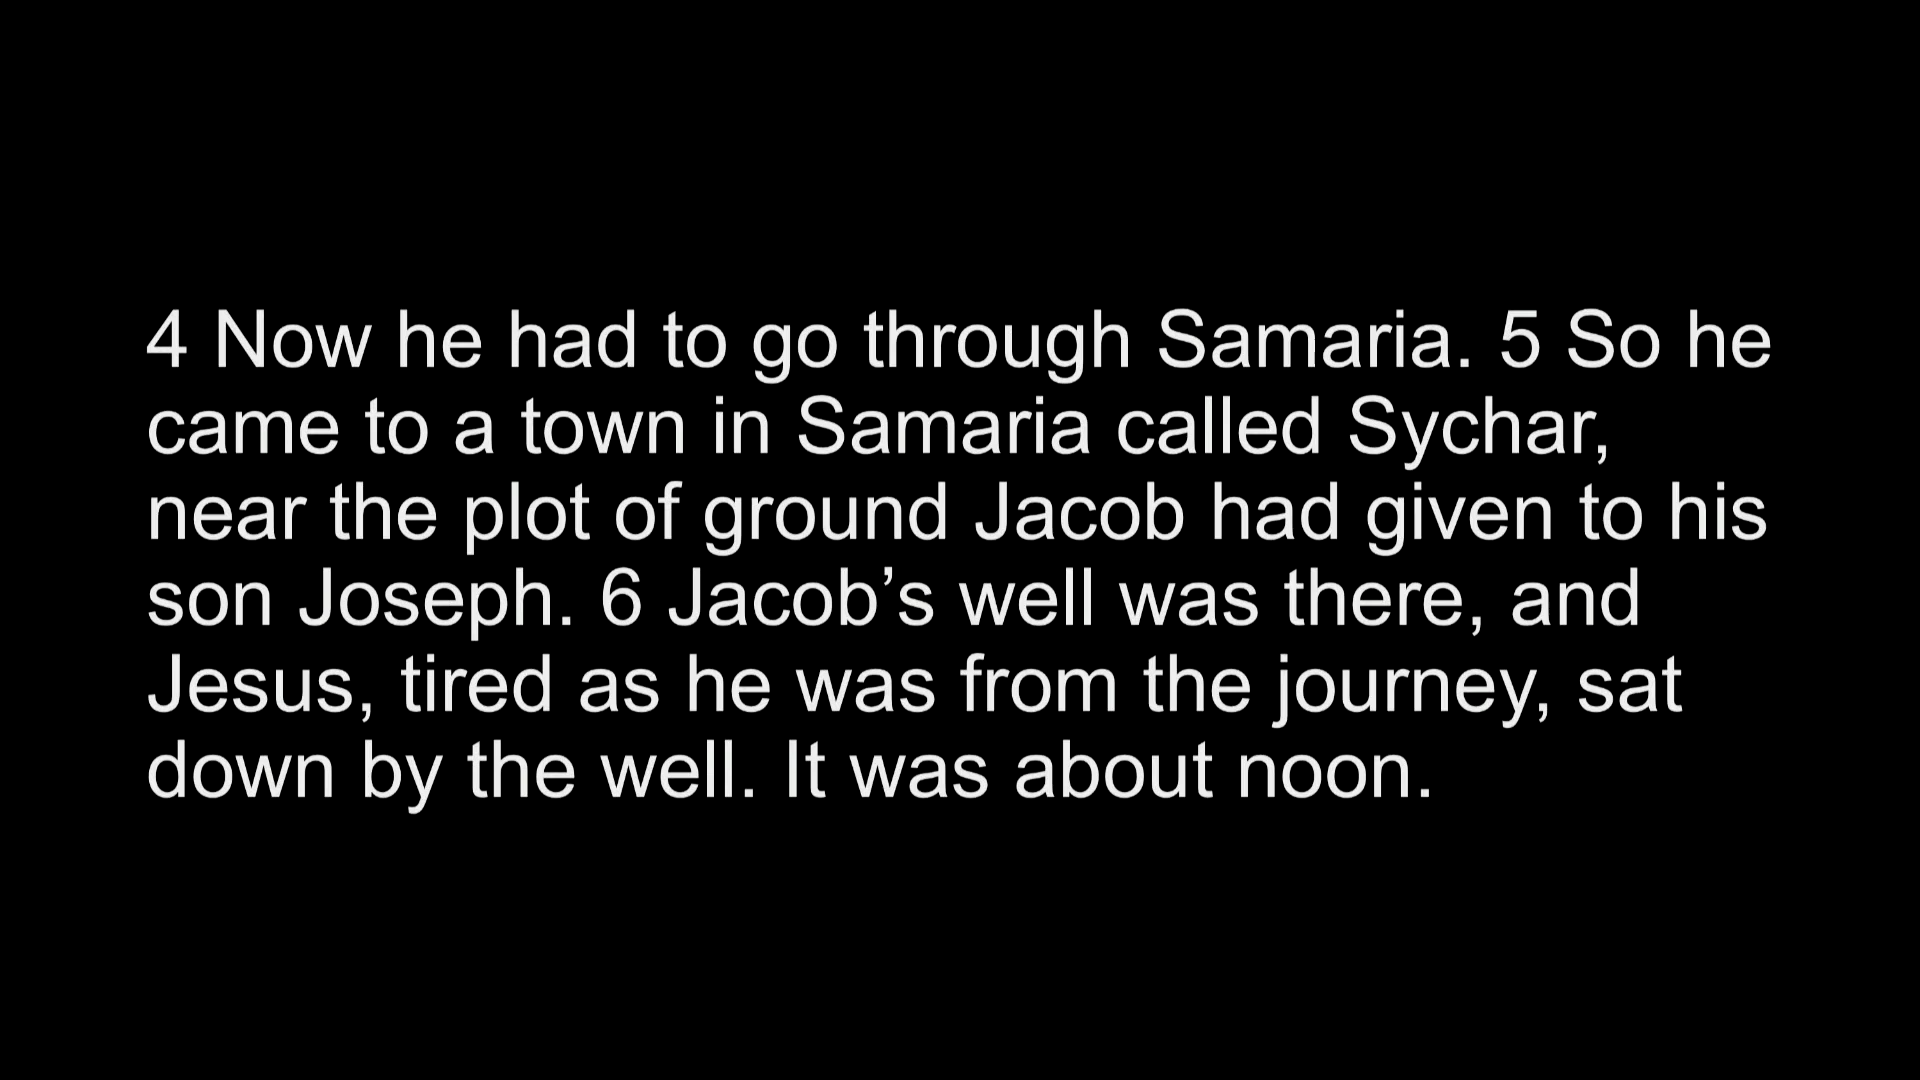 4 Now he had to go through Samaria. 5 So he
came to a town in Samaria called Sychar,
near the plot of ground Jacob had given to his
son Joseph. 6 Jacob’s well was there, and
Jesus, tired as he was from the journey, sat
down by the well. It was about noon.